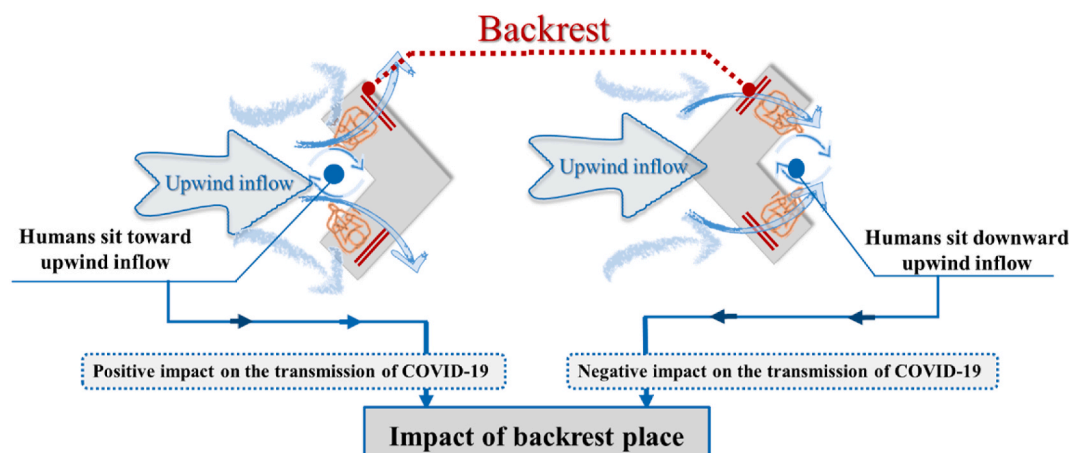 Backrest
Upwind inflow
Upwind inflow
Humans sit toward
upwind inflow
Humans sit downward
upwind inflow
Positive impact on the transmission of COVID-19
Negative impact on the transmission of COVID-19
Impact of backrest place